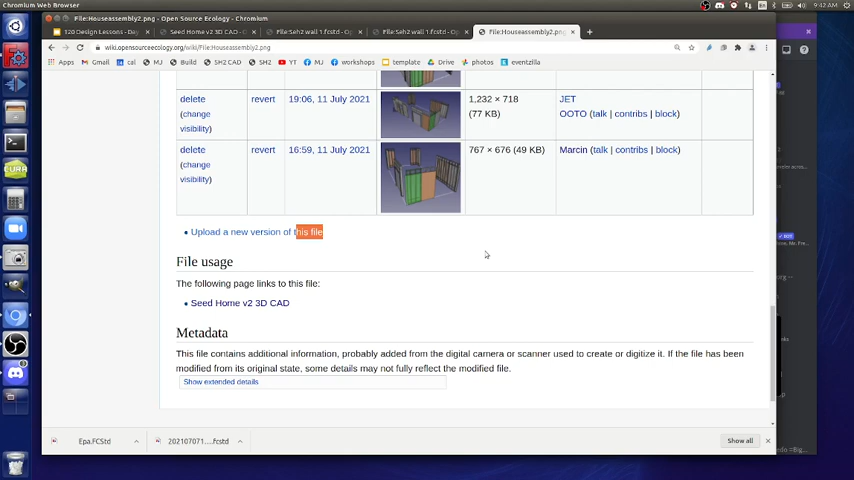 Chromium Web Browser
9:42 AM
File:Houseassembly2.png - Open Source Ecology - Chromium
120 Design Lessons - Da
Seed Home v2 3D CAD -
File:Seh2 wall 1.fcstd -
File:Seh2 wall 1.fcstd -
File:Houseassembly2.png
wiki.opensourceecology.org/wiki/File:Houseassembly2.png
Apps
Gmail
cal
MJ
Build
SH2 CAD
SH2
YT
MJ
workshops
template
Drive
photos
eventzilla
delete
(change
visibility)
revert
19:06, 11 July 2021
1,232 × 718
(77 KB)
JET
OOTO (talk | contribs | block)
delete
(change
visibility)
revert
16:59, 11 July 2021
767 × 676 (49 KB)
Marcin (talk | contribs | block)
Upload a new version of this file
File usage
The following page links to this file:
Seed Home v2 3D CAD
Metadata
This file contains additional information, probably added from the digital camera or scanner used to create or digitize it. If the file has been
modified from its original state, some details may not fully reflect the modified file.
Show extended details
Epa.FCStd
202107071....fcstd
Show all